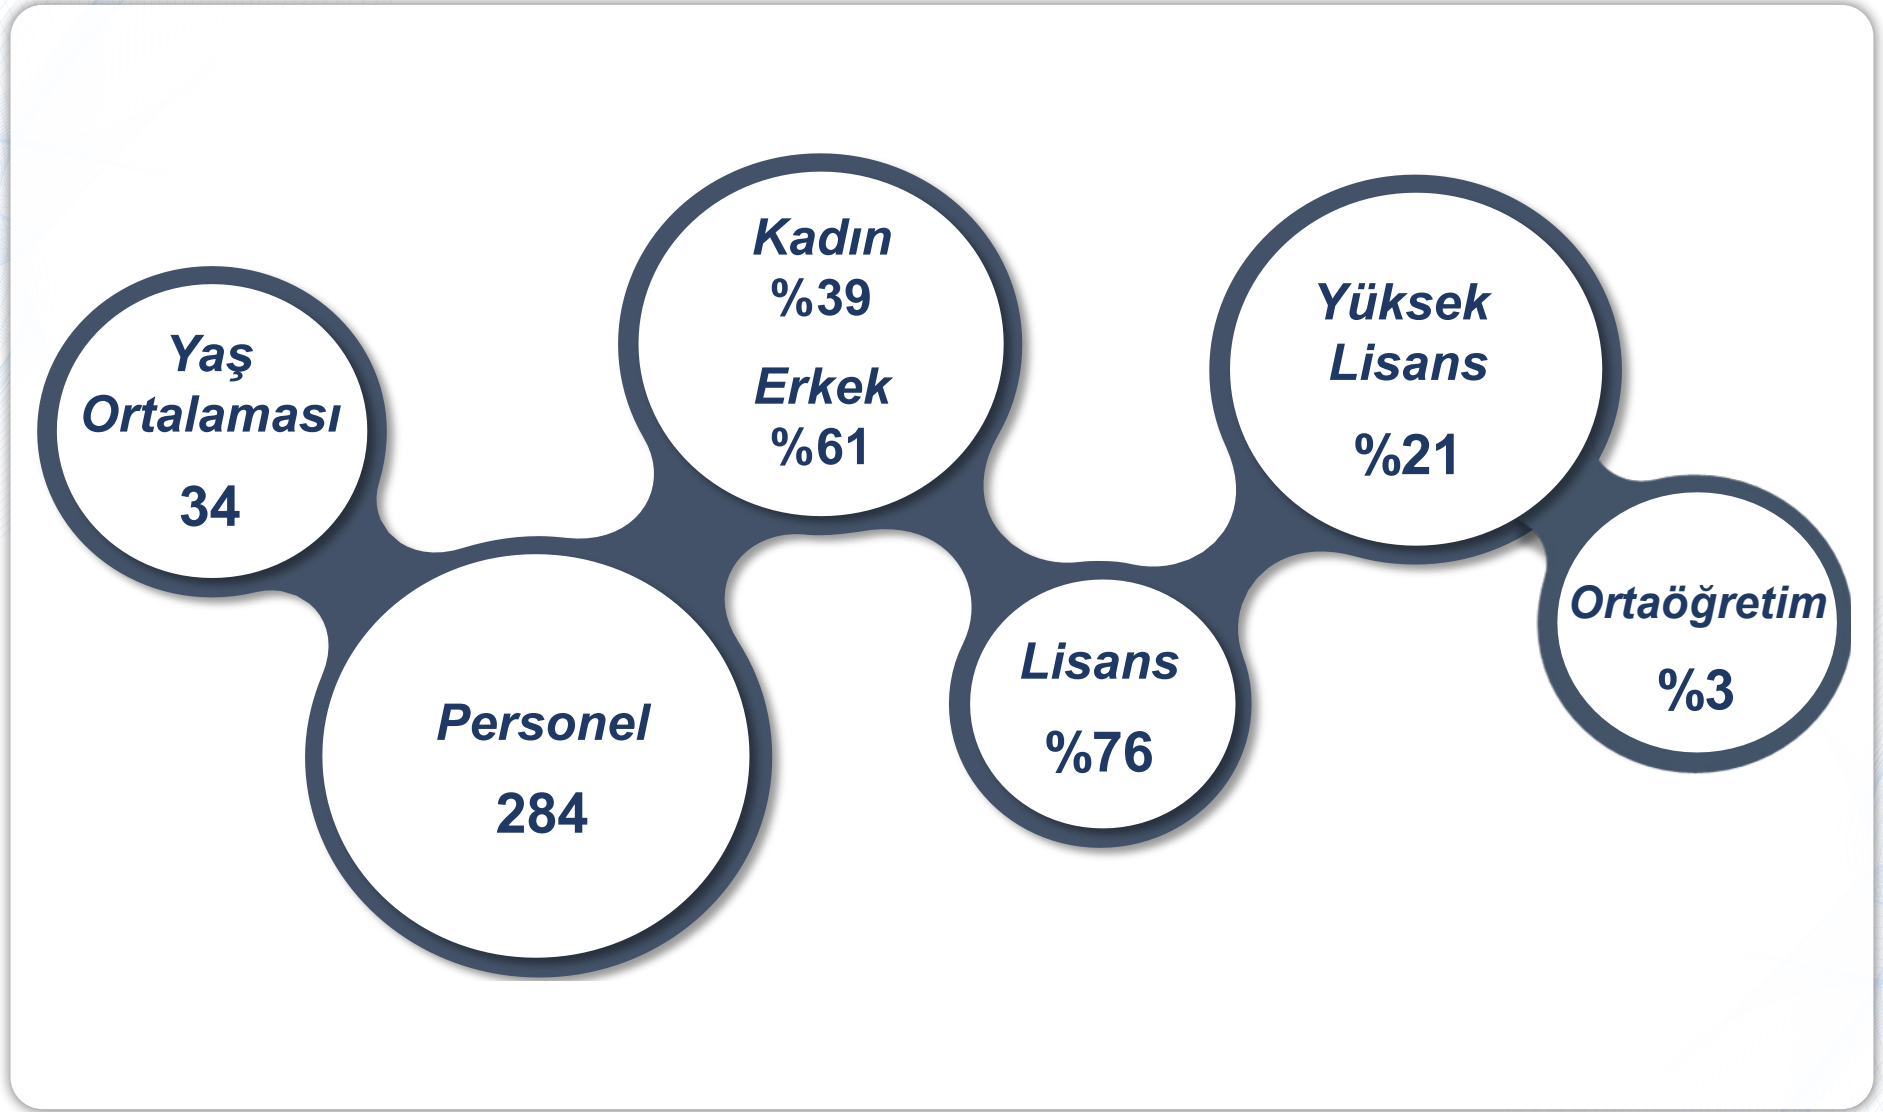 Yaş
Ortalaması
34
Personel
284
Kadın
%39
Erkek
%61
Lisans
%76
Yüksek
Lisans
%21
Ortaöğretim
%3